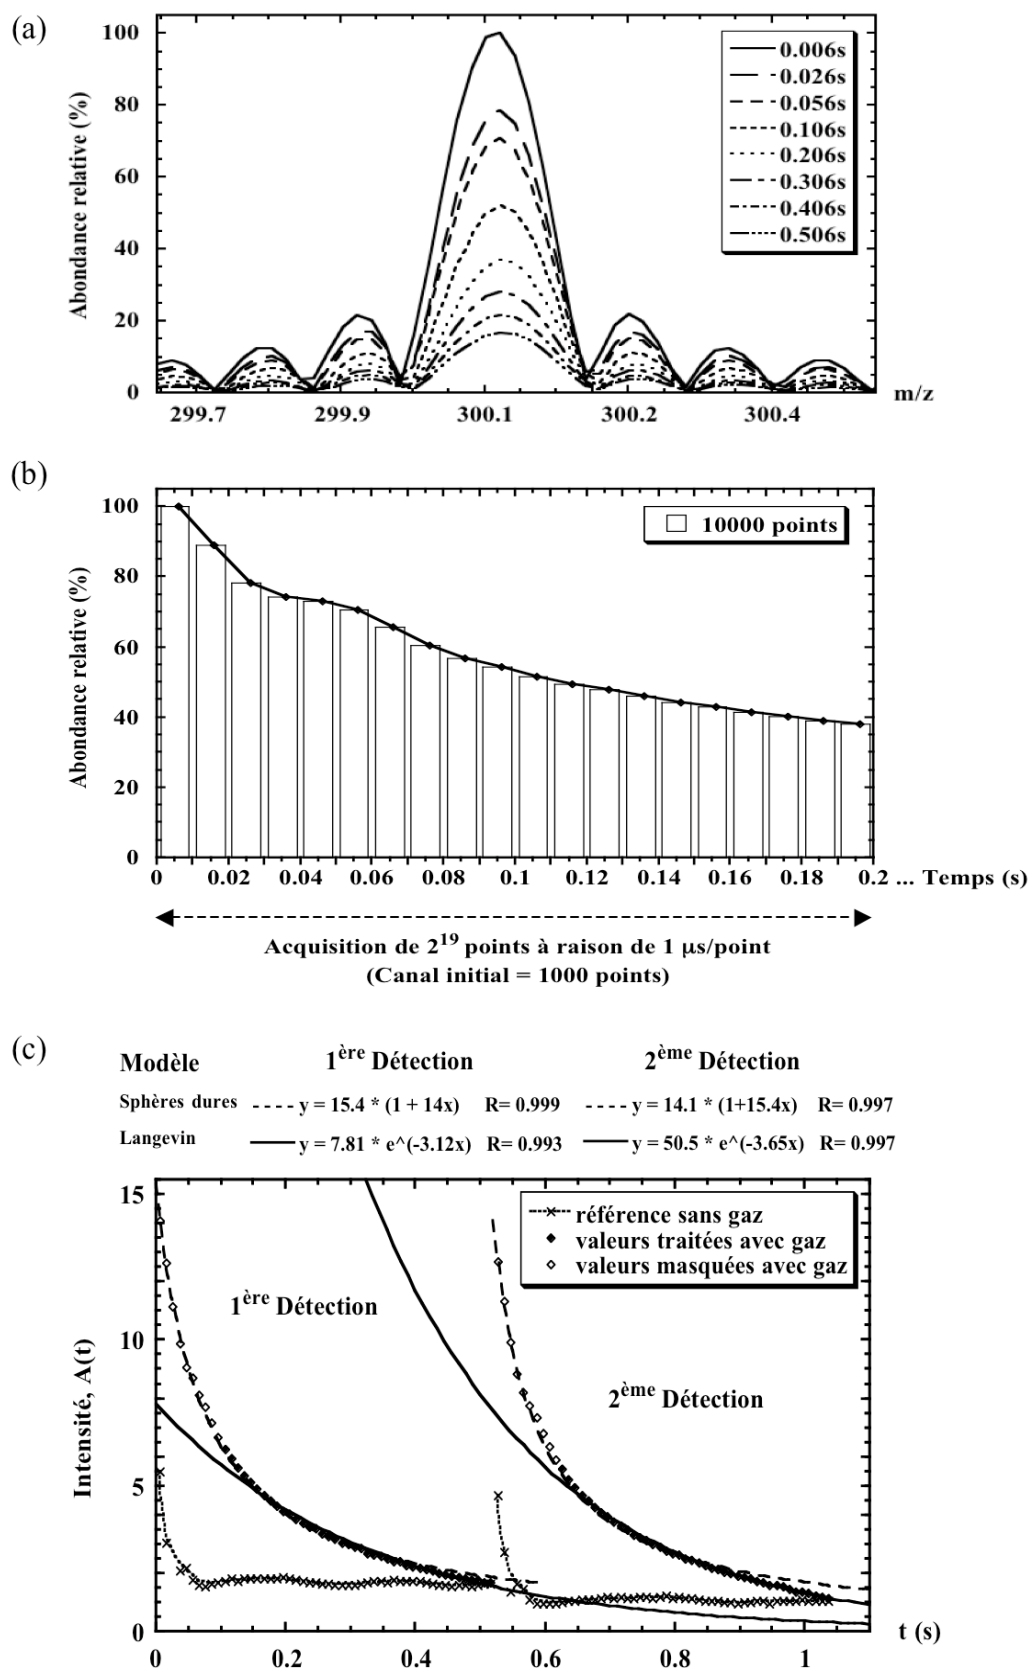 (a)
Abondance relative (%)
100
80
60
40
20
0
0.006s
0.026s
0.056s
0.106s
0.206s
0.306s
0.406s
0.506s
299.7 299.9 300.1 300.2 300.4 m/z
(b)
Abondance relative (%)
100
80
60
40
20
0
10000 points
0 0.02 0.04 0.06 0.08 0.1 0.12 0.14 0.16 0.18 0.2 ... Temps (s)
Acquisition de 2^19 points à raison de 1 µs/point
(Canal initial = 1000 points)
(c)
Modèle 1ère Détection 2ème Détection
Sphères dures y = 15.4 * (1 + 14x) R= 0.999 y = 14.1 * (1+15.4x) R= 0.997
Langevin y = 7.81 * e^(-3.12x) R= 0.993 y = 50.5 * e^(-3.65x) R= 0.997
Intensité, A(t)
15
10
5
0
référence sans gaz
valeurs traitées avec gaz
valeurs masquées avec gaz
1ère Détection
2ème Détection
0 0.2 0.4 0.6 0.8 1 t (s)